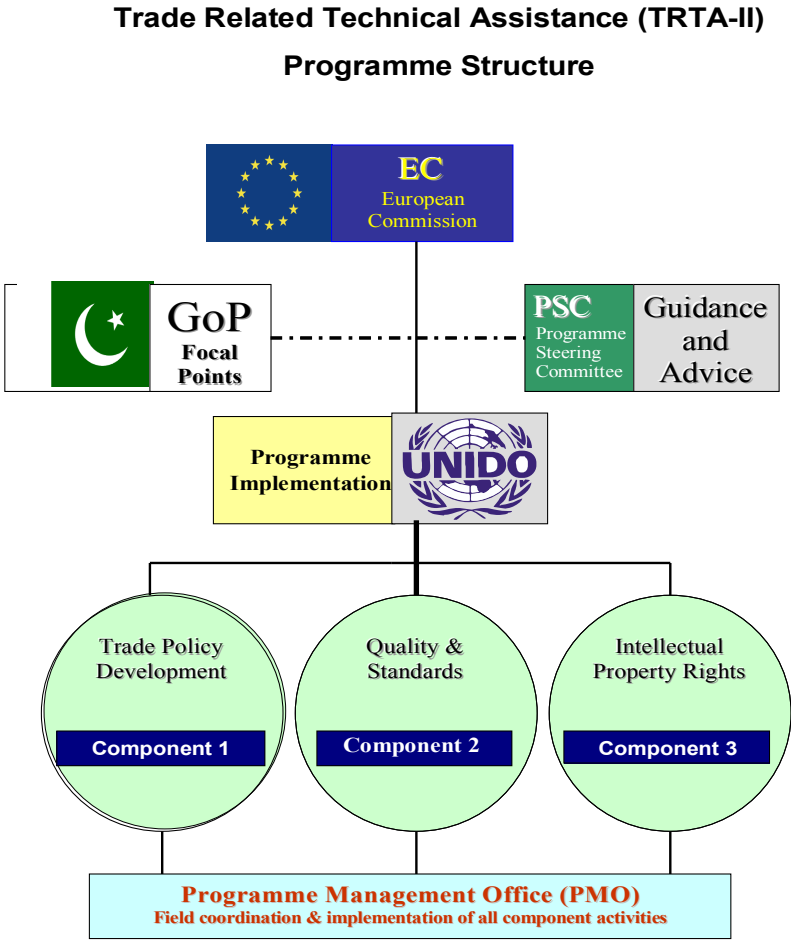 Trade Related Technical Assistance (TRTA-II)
Programme Structure
EC
European
Commission
GoP
Focal
Points
PSC
Programme
Steering
Committee
Guidance
and
Advice
Programme
Implementation
UNIDO
Trade Policy
Development
Component 1
Quality &
Standards
Component 2
Intellectual
Property Rights
Component 3
Programme Management Office (PMO)
Field coordination & implementation of all component activities